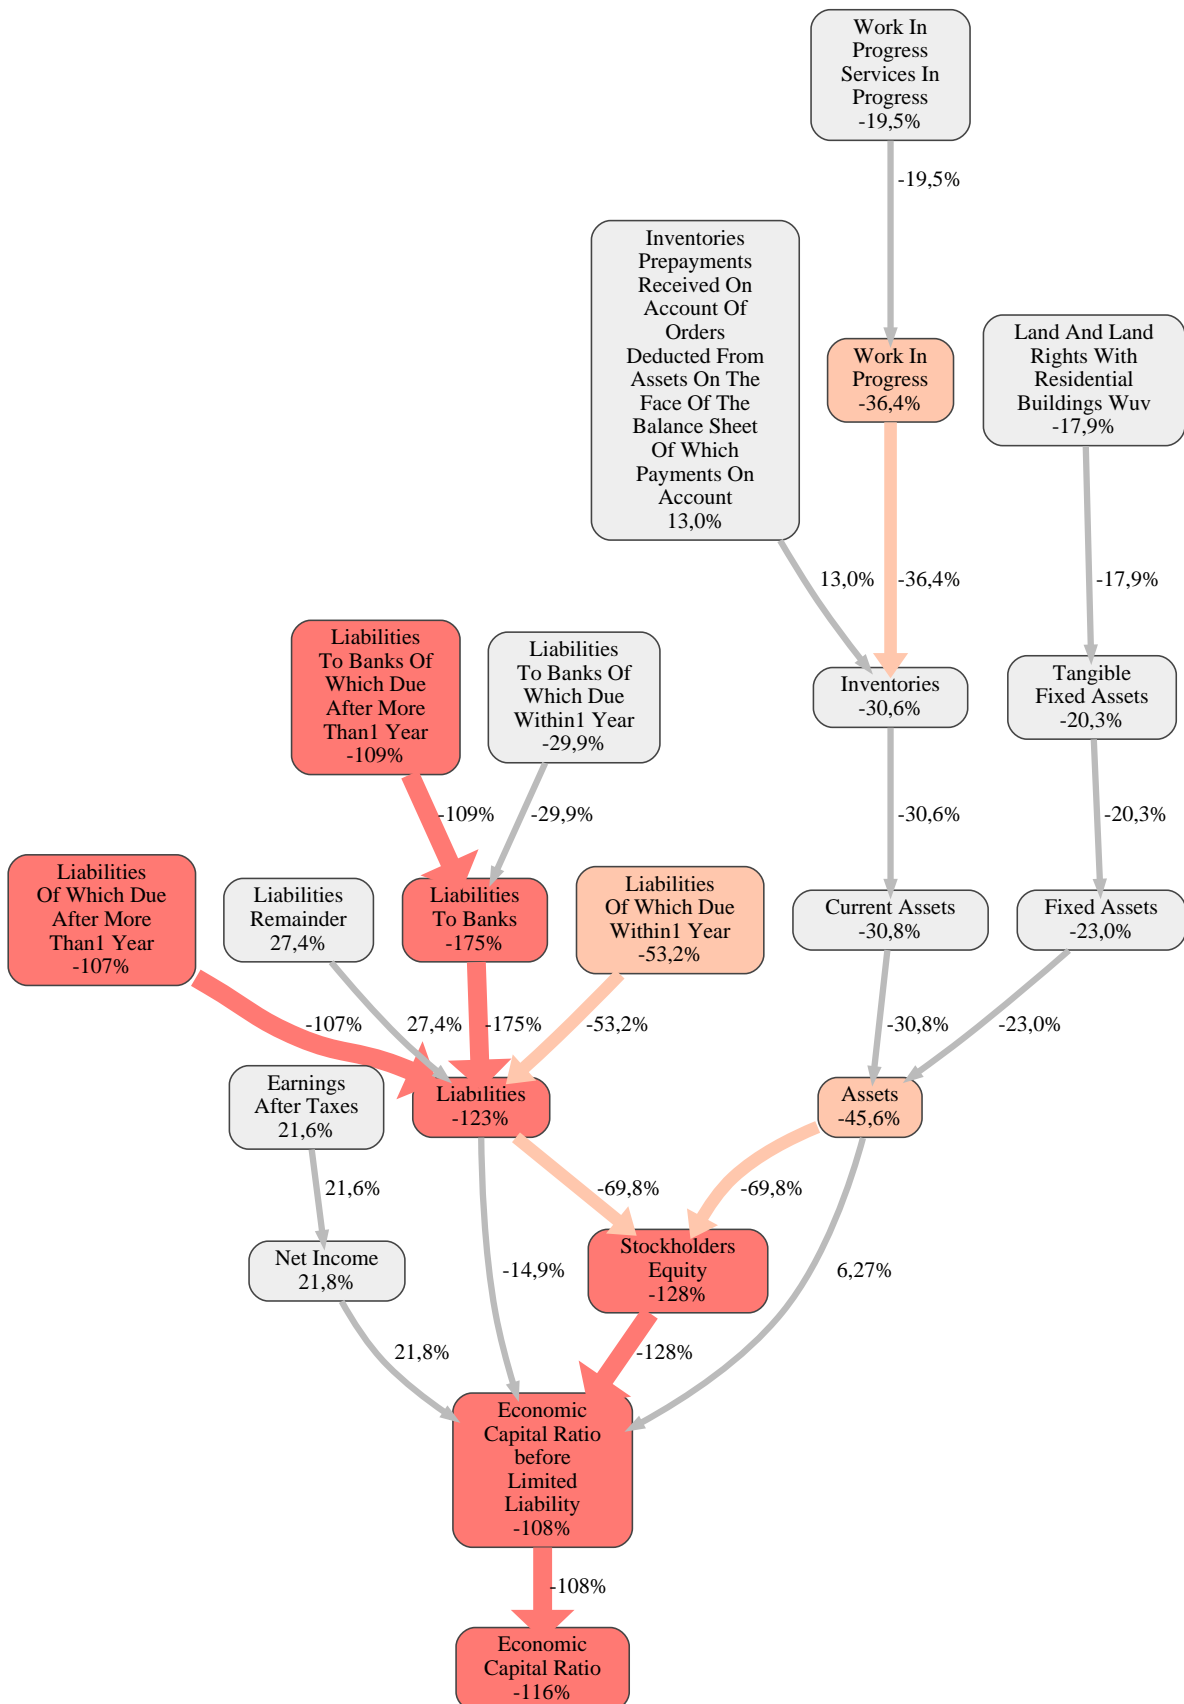 Work In
Progress
Services In
Progress
-19,5%
-19,5%
Inventories
Prepayments
Received On
Account Of
Orders
Deducted From
Assets On The
Face Of The
Balance Sheet
Of Which
Payments On
Account
13,0%
Work In
Progress
-36,4%
Land And Land
Rights With
Residential
Buildings Wuv
-17,9%
13,0%
-36,4%
-17,9%
Liabilities
To Banks Of
Which Due
After More
Than1 Year
-109%
Liabilities
To Banks Of
Which Due
Within1 Year
-29,9%
Inventories
-30,6%
Tangible
Fixed Assets
-20,3%
-109%
-29,9%
-30,6%
-20,3%
Liabilities
Of Which Due
After More
Than1 Year
-107%
Liabilities
Remainder
27,4%
Liabilities
To Banks
-175%
Liabilities
Of Which Due
Within1 Year
-53,2%
Current Assets
-30,8%
Fixed Assets
-23,0%
-107%
27,4%
-175%
-53,2%
-30,8%
-23,0%
Earnings
After Taxes
21,6%
Liabilities
-123%
Assets
-45,6%
21,6%
-69,8%
-69,8%
Net Income
21,8%
-14,9%
Stockholders
Equity
-128%
6,27%
21,8%
-128%
Economic
Capital Ratio
before
Limited
Liability
-108%
-108%
Economic
Capital Ratio
-116%